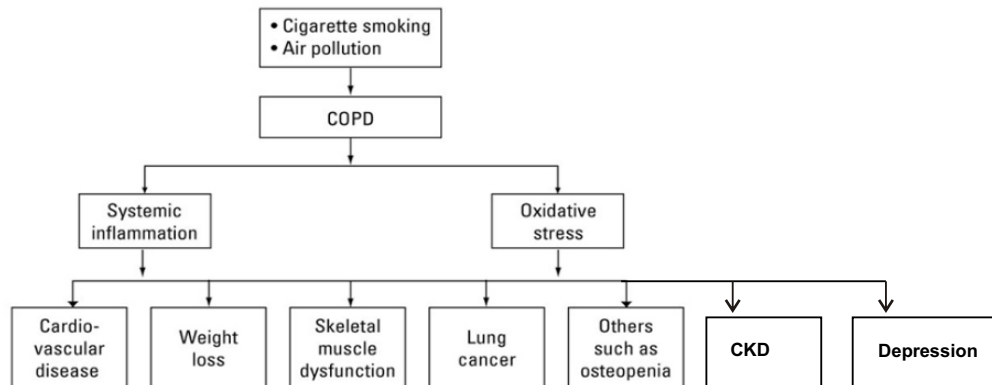 • Cigarette smoking
• Air pollution
COPD
Systemic
inflammation
Oxidative
stress
Cardio-
vascular
disease
Weight
loss
Skeletal
muscle
dysfunction
Lung
cancer
Others
such as
osteopenia
CKD
Depression